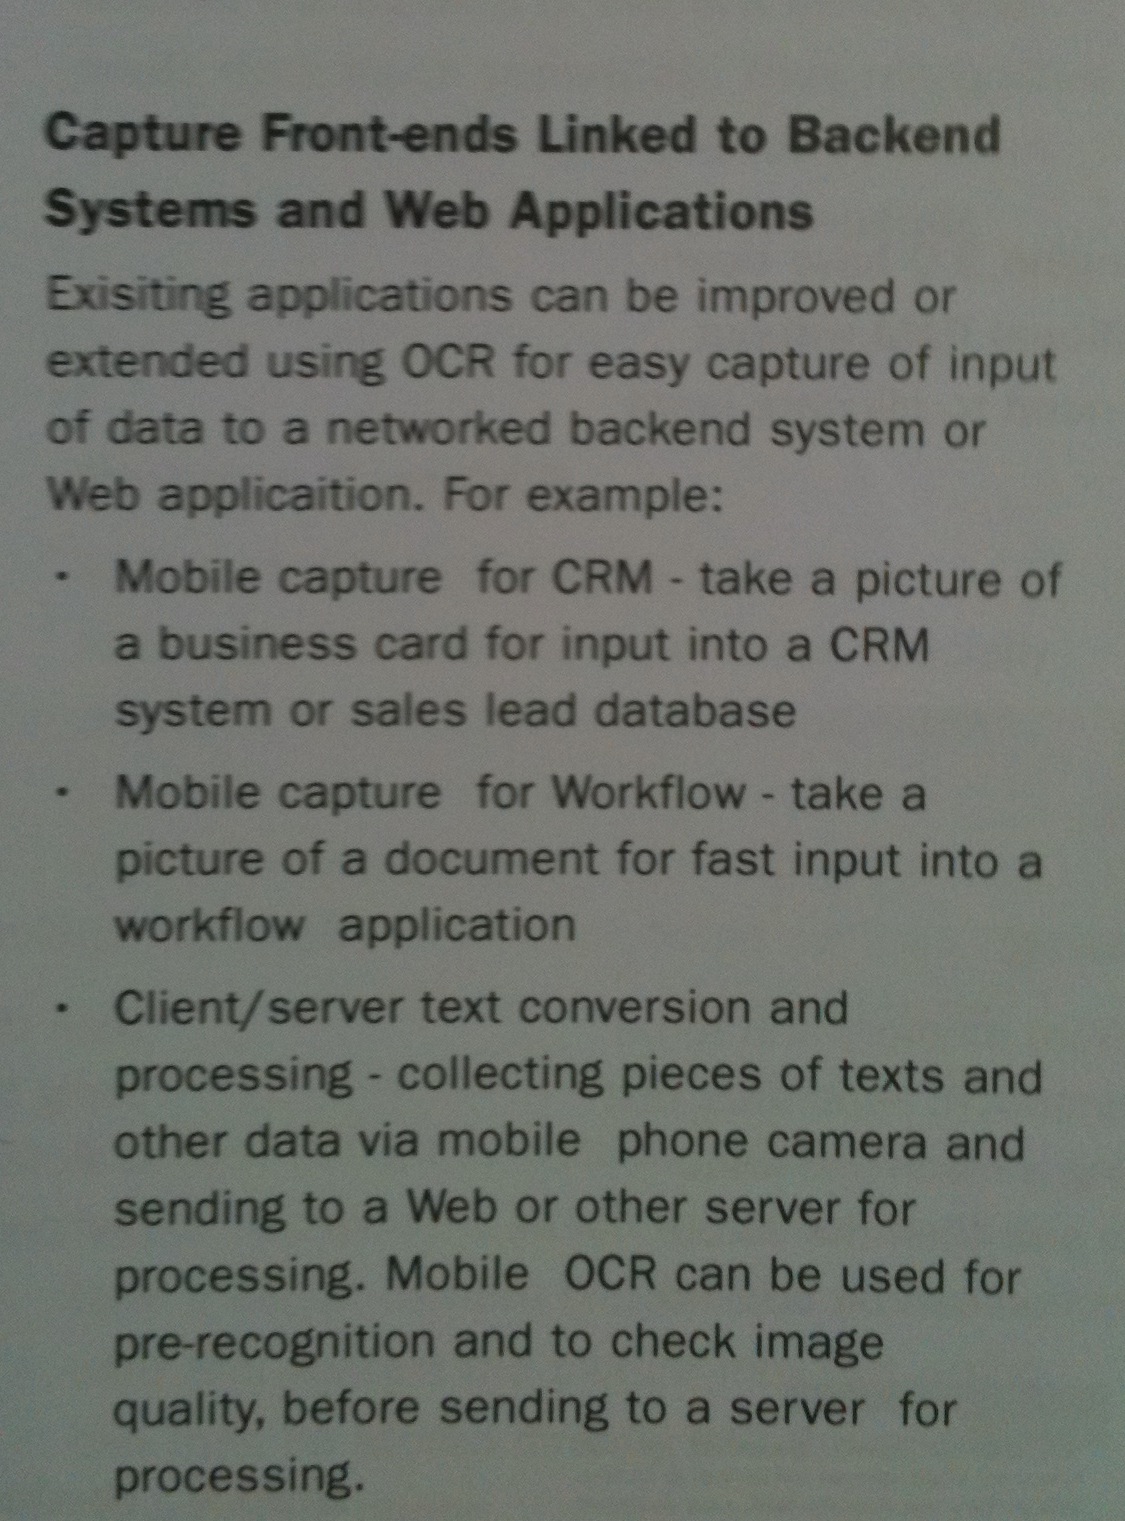 Capture Front-ends Linked to Backend
Systems and Web Applications
Exisiting applications can be improved or
extended using OCR for easy capture of input
of data to a networked backend system or
Web applicaition. For example:
· Mobile capture for CRM - take a picture of
a business card for input into a CRM
system or sales lead database
· Mobile capture for Workflow - take a
picture of a document for fast input into a
workflow application
· Client/server text conversion and
processing - collecting pieces of texts and
other data via mobile phone camera and
sending to a Web or other server for
processing. Mobile OCR can be used for
pre-recognition and to check image
quality, before sending to a server for
processing.